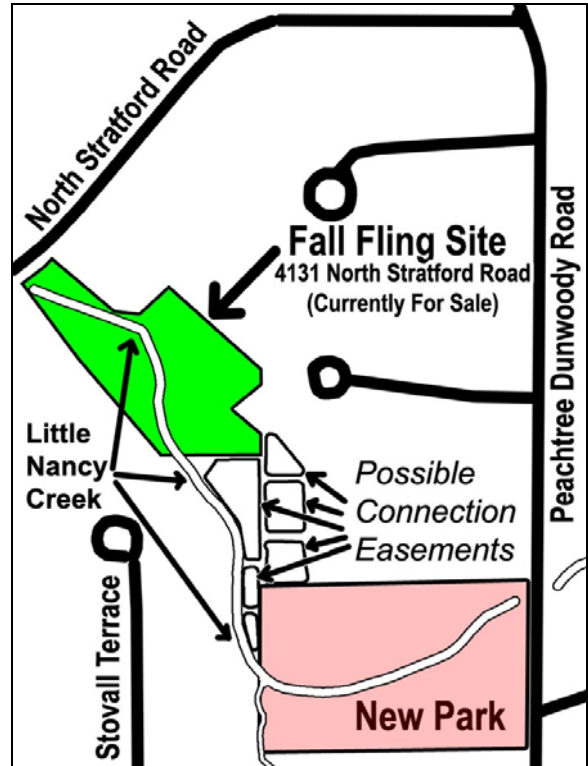 North Stratford Road
Fall Fling Site
4131 North Stratford Road
(Currently For Sale)
Peachtree Dunwoody Road
Little
Nancy
Creek
Possible
Connection
Easements
Stovall Terrace
New Park